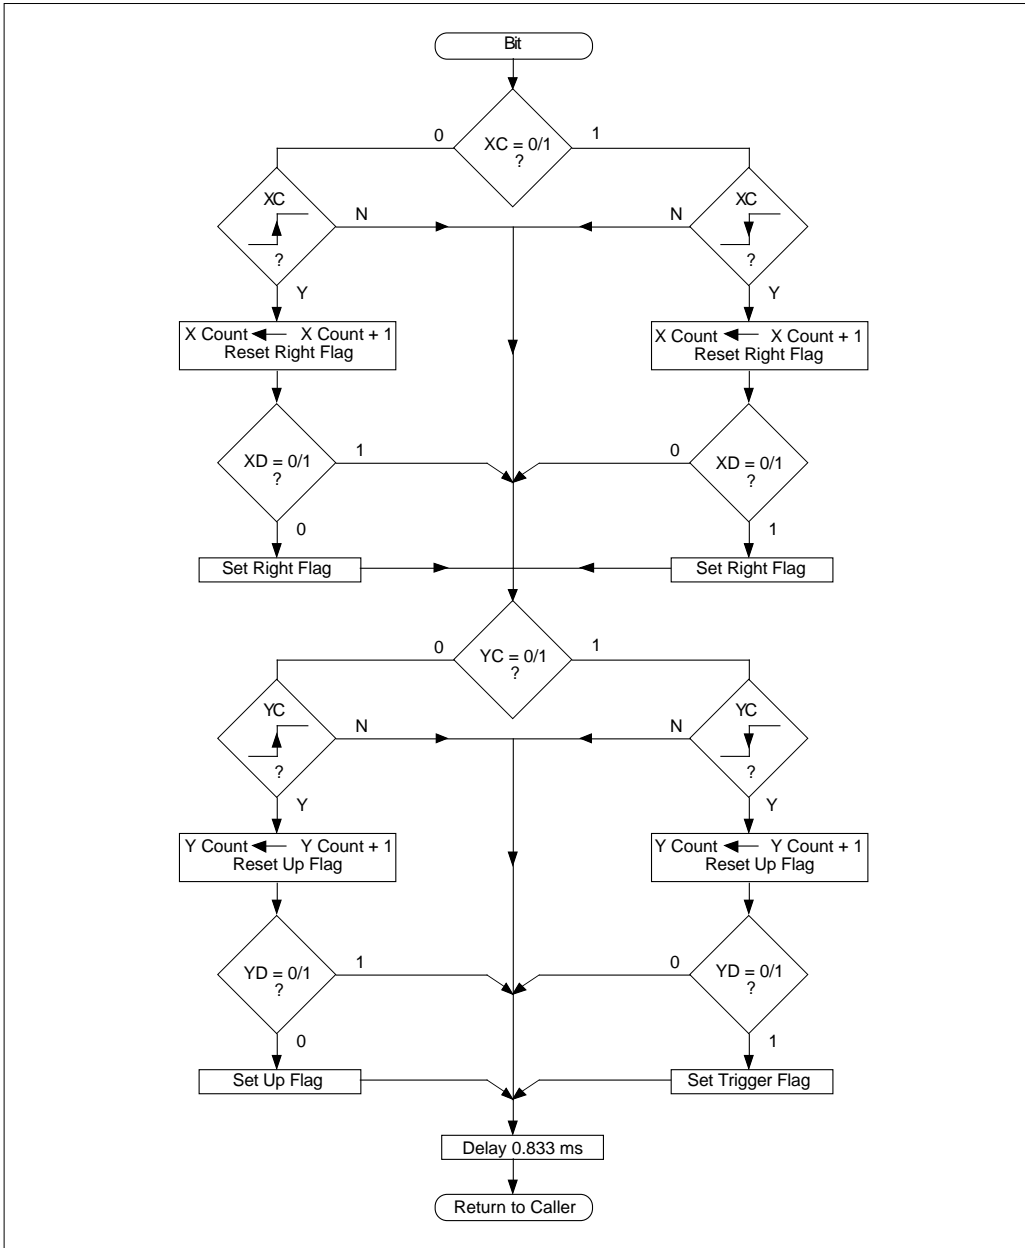 Bit
0
XC = 0/1
?
1
XC
?
N
Y
N
XC
?
Y
X Count ← X Count + 1
Reset Right Flag
X Count ← X Count + 1
Reset Right Flag
XD = 0/1
?
1
0
0
XD = 0/1
?
1
Set Right Flag
Set Right Flag
0
YC = 0/1
?
1
YC
?
N
Y
N
YC
?
Y
Y Count ← Y Count + 1
Reset Up Flag
Y Count ← Y Count + 1
Reset Up Flag
YD = 0/1
?
1
0
0
YD = 0/1
?
1
Set Up Flag
Set Trigger Flag
Delay 0.833 ms
Return to Caller